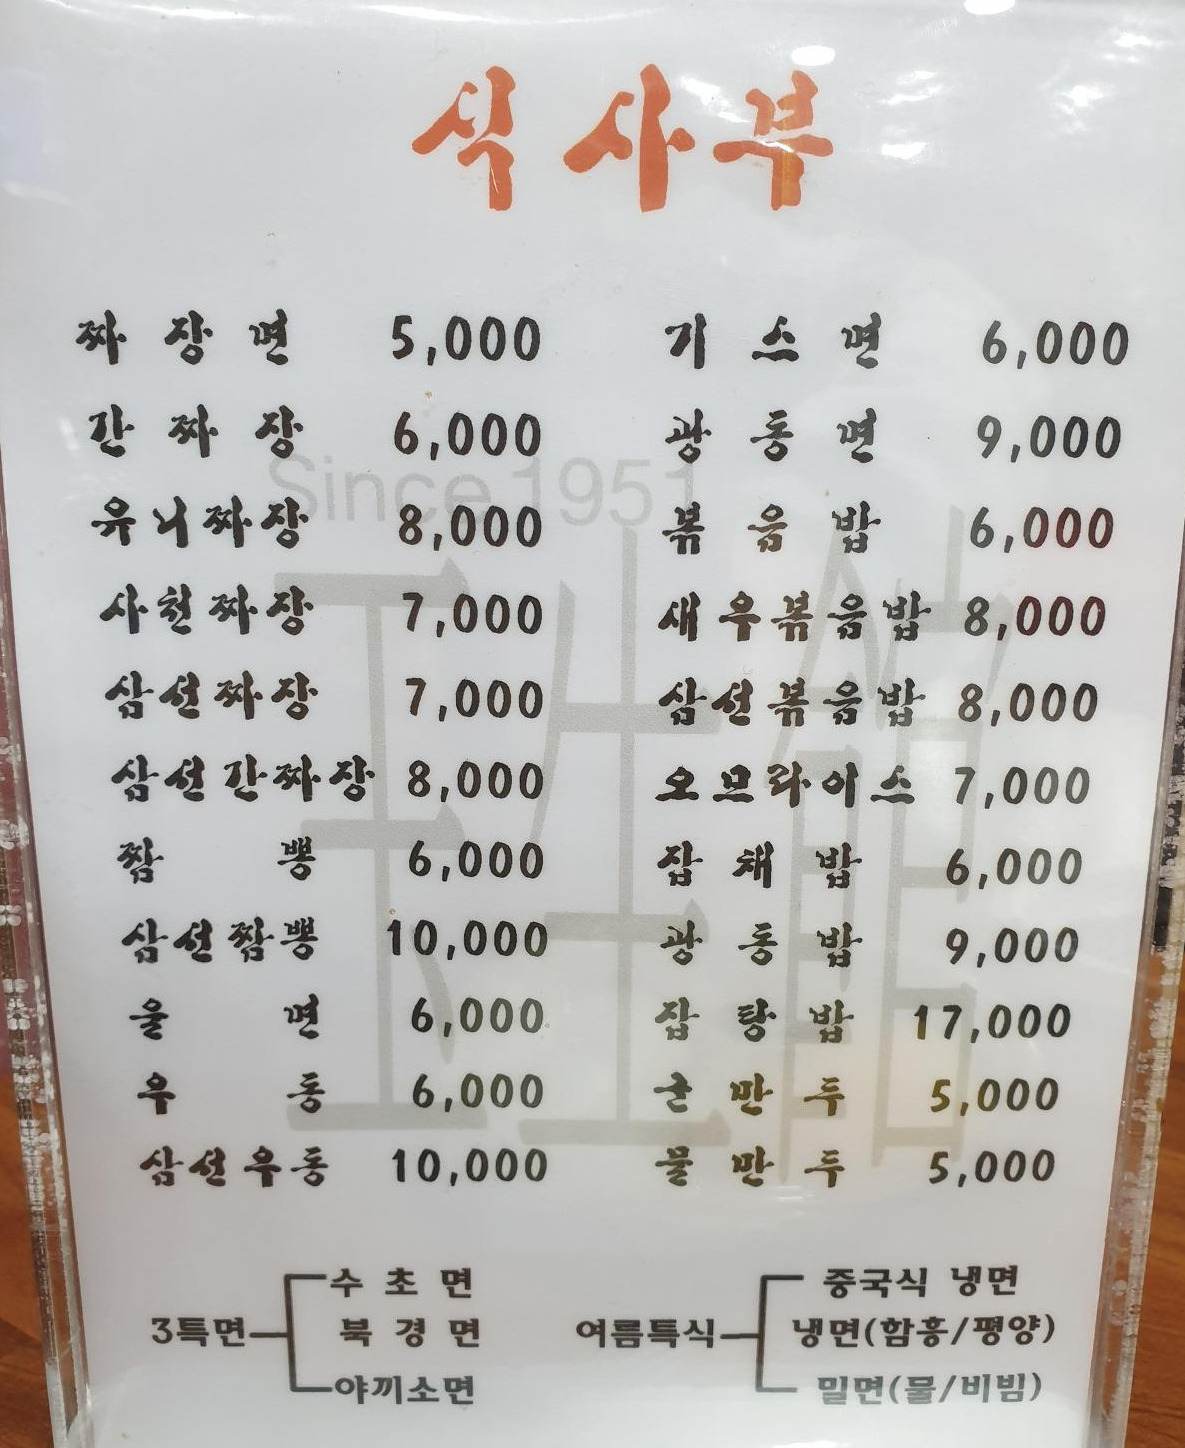 식사부
짜장면 5,000
간짜장 6,000
유니짜장 8,000
사천짜장 7,000
삼선짜장 7,000
삼선간짜장 8,000
짬뽕 6,000
삼선짬뽕 10,000
울면 6,000
우동 6,000
삼선우동 10,000
기스면 6,000
광동면 9,000
볶음밥 6,000
새우볶음밥 8,000
삼선볶음밥 8,000
오므라이스 7,000
잡채밥 6,000
광동밥 9,000
잡탕밥 17,000
군만두 5,000
물만두 5,000
Since 1951
3특면
수초면
북경면
야끼소면
여름특식
중국식 냉면
냉면(함흥/평양)
밀면(물/비빔)